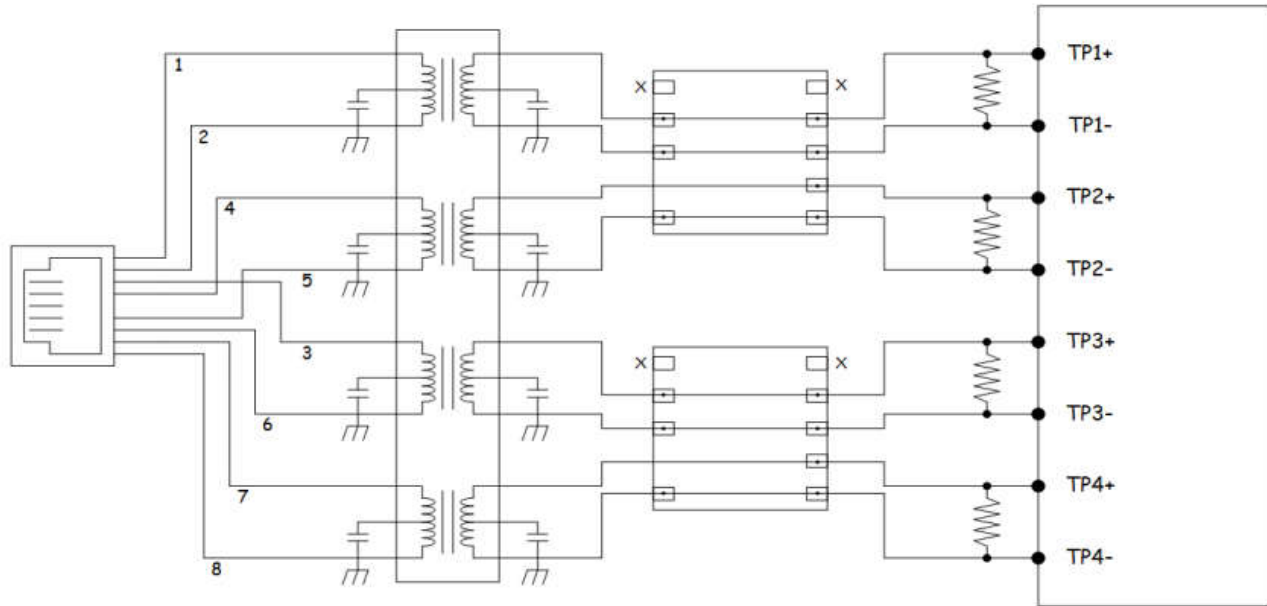 1
2
4
5
3
6
7
8
X X
X X
TP1+
TP1-
TP2+
TP2-
TP3+
TP3-
TP4+
TP4-